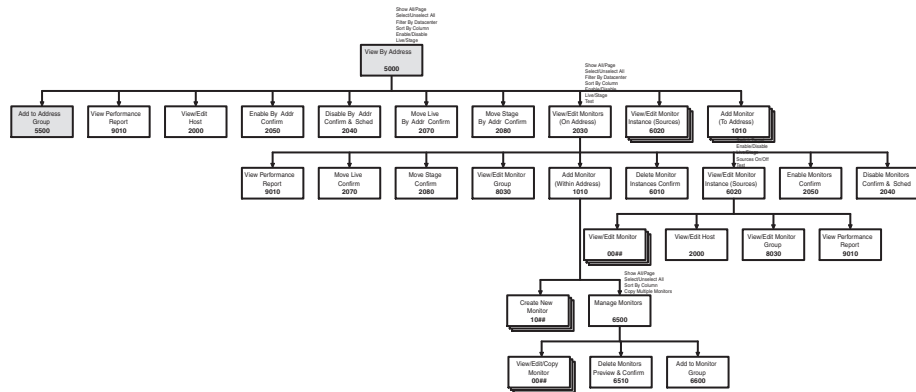 Show All/Page
Select/Unselect All
Filter By Datacenter
Sort By Column
Enable/Disable
Live/Stage
View By Address
5000
Show All/Page
Select/Unselect All
Filter By Datacenter
Sort By Column
Enable/Disable
Live/Stage
Test
Add to Address
Group
5500
View Performance
Report
9010
View/Edit
Host
2000
Enable By Addr
Confirm
2050
Disable By Addr
Confirm & Sched
2040
Move Live
By Addr Confirm
2070
Move Stage
By Addr Confirm
2080
View/Edit Monitors
(On Address)
2030
View/Edit Monitor
Instance (Sources)
6020
Add Monitor
(To Address)
1010
Enable/Disable
Live/Stage
Sources On/Off
Test
View Performance
Report
9010
Move Live
Confirm
2070
Move Stage
Confirm
2080
View/Edit Monitor
Group
8030
Add Monitor
(Within Address)
1010
Delete Monitor
Instances Confirm
6010
View/Edit Monitor
Instance (Sources)
6020
Enable Monitors
Confirm
2050
Disable Monitors
Confirm & Sched
2040
View/Edit Monitor
00##
View/Edit Host
2000
View/Edit Monitor
Group
8030
View Performance
Report
9010
Show All/Page
Select/Unselect All
Sort By Column
Copy Multiple Monitors
Create New
Monitor
10##
Manage Monitors
6500
View/Edit/Copy
Monitor
00##
Delete Monitors
Preview & Confirm
6510
Add to Monitor
Group
6600